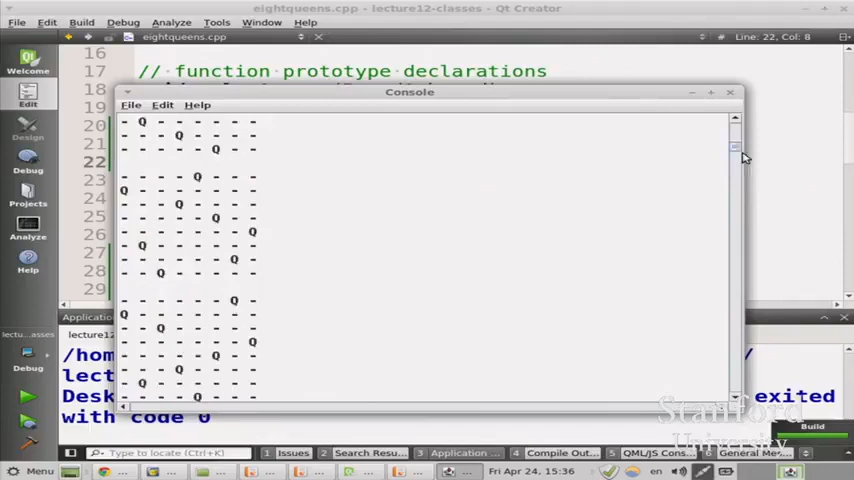 eightqueens.cpp - lecture12-classes - Qt Creator
File Edit Build Debug Analyze Tools Window Help
eightqueens.cpp
# Line: 22, Col: 8
Welcome
Edit
Design
Debug
Projects
Analyze
Help
16
17 // function prototype declarations
18
19
20
21
22
23
24
25
26
27
28
29
Console
File Edit Help
- Q - - - - - -
- - - Q - - - -
- - - - - Q - -
- - - - Q - - -
Q - - - - - - -
- - - Q - - - -
- - - - - Q - -
- - - - - - - Q
- Q - - - - - -
- - - - - - Q -
- - Q - - - - -
- - - - - - Q -
Q - - - - - - -
- - Q - - - - -
- - - - - - - Q
- - - - - Q - -
- - - Q - - - -
- Q - - - - - -
- - - - Q - - -
lectu...asses
Debug
Applicatio
lecture12
/hom
lect
Desk
exited
with code 0
Stanford
University
Build
Type to locate (Ctrl+K)
1 Issues
2 Search Resu...
3 Application ...
4 Compile Out...
5 QML/JS Cons...
6 General Me...
Menu
Fri Apr 24, 15:36
en